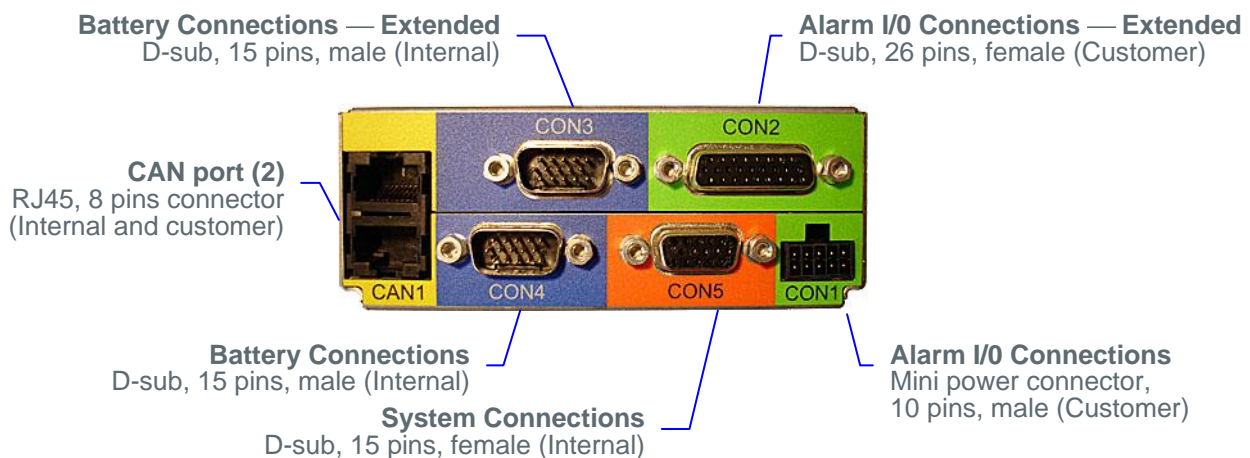 Battery Connections — Extended
D-sub, 15 pins, male (Internal)
Alarm I/0 Connections — Extended
D-sub, 26 pins, female (Customer)
CAN port (2)
RJ45, 8 pins connector
(Internal and customer)
CON3
CON2
CAN1
CON4
CON5
CON1
Battery Connections
D-sub, 15 pins, male (Internal)
System Connections
D-sub, 15 pins, female (Internal)
Alarm I/0 Connections
Mini power connector,
10 pins, male (Customer)